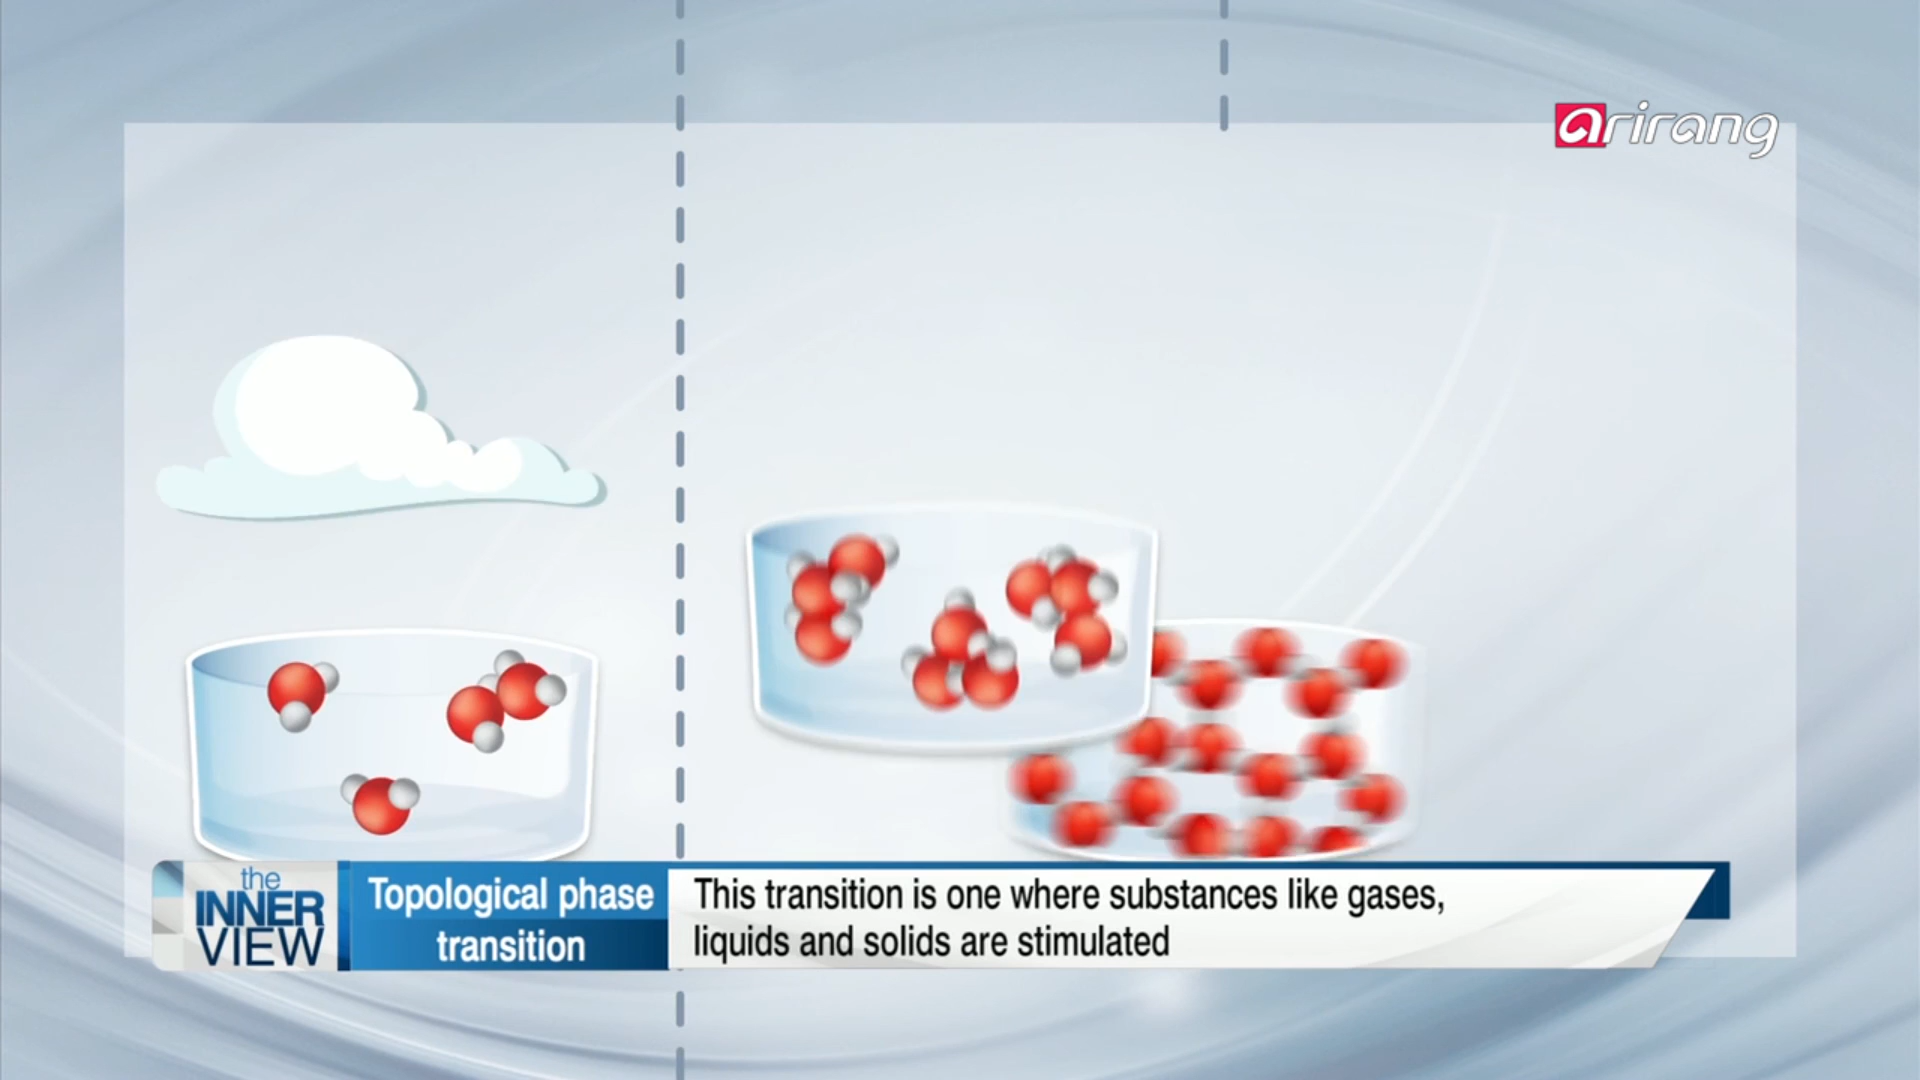 arirang
the
INNER
VIEW
Topological phase
transition
This transition is one where substances like gases,
liquids and solids are stimulated